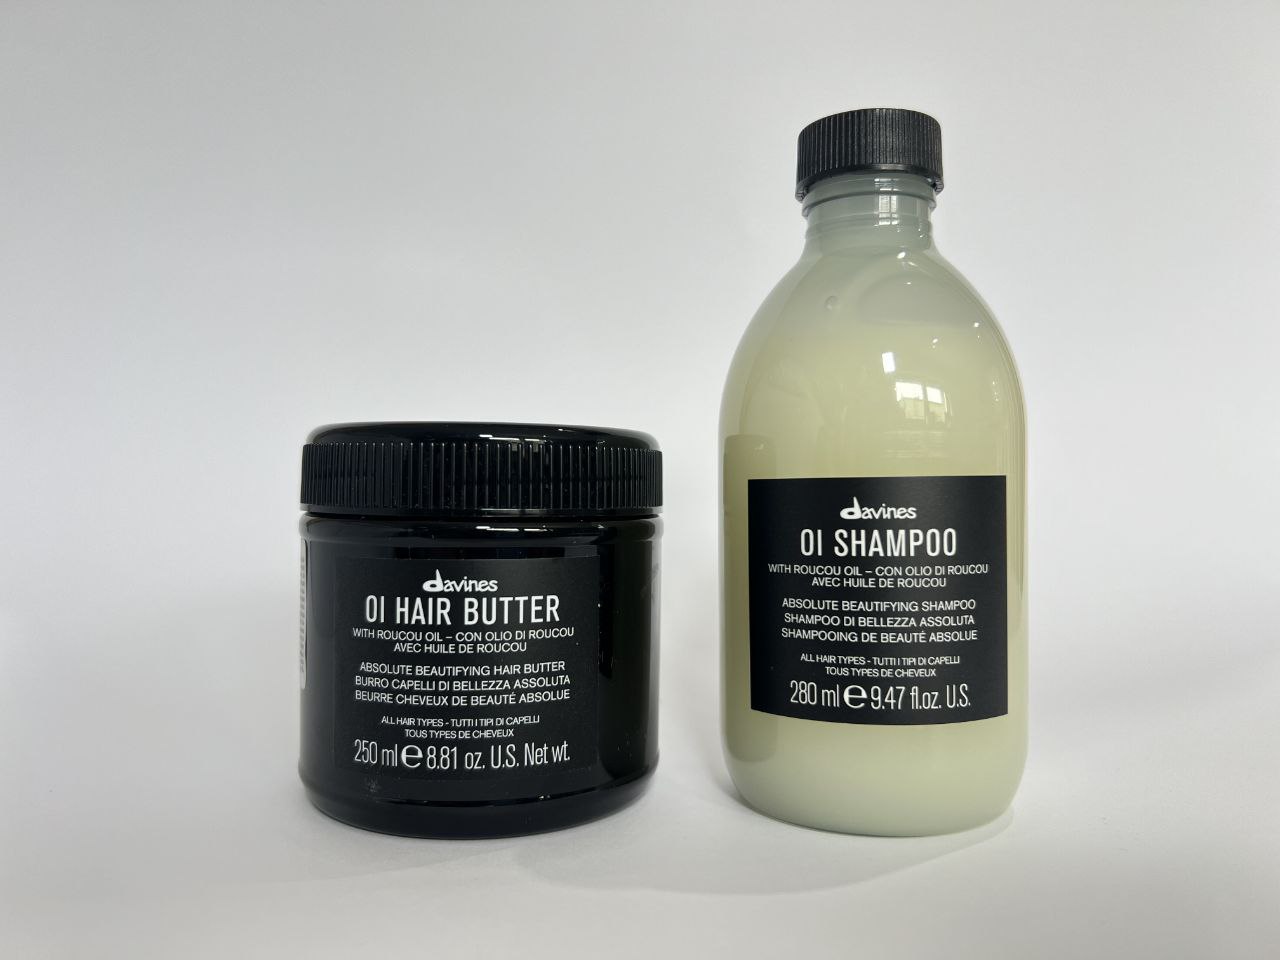 davines
OI HAIR BUTTER
WITH ROUCOU OIL – CON OLIO DI ROUCOU
AVEC HUILE DE ROUCOU
ABSOLUTE BEAUTIFYING HAIR BUTTER
BURRO CAPELLI DI BELLEZZA ASSOLUTA
BEURRE CHEVEUX DE BEAUTÉ ABSOLUE
ALL HAIR TYPES - TUTTI I TIPI DI CAPELLI
TOUS TYPES DE CHEVEUX
250 ml ℮ 8.81 oz. U.S. Net wt.
davines
OI SHAMPOO
WITH ROUCOU OIL – CON OLIO DI ROUCOU
AVEC HUILE DE ROUCOU
ABSOLUTE BEAUTIFYING SHAMPOO
SHAMPOO DI BELLEZZA ASSOLUTA
SHAMPOOING DE BEAUTÉ ABSOLUE
ALL HAIR TYPES - TUTTI I TIPI DI CAPELLI
TOUS TYPES DE CHEVEUX
280 ml ℮ 9.47 fl.oz. U.S.